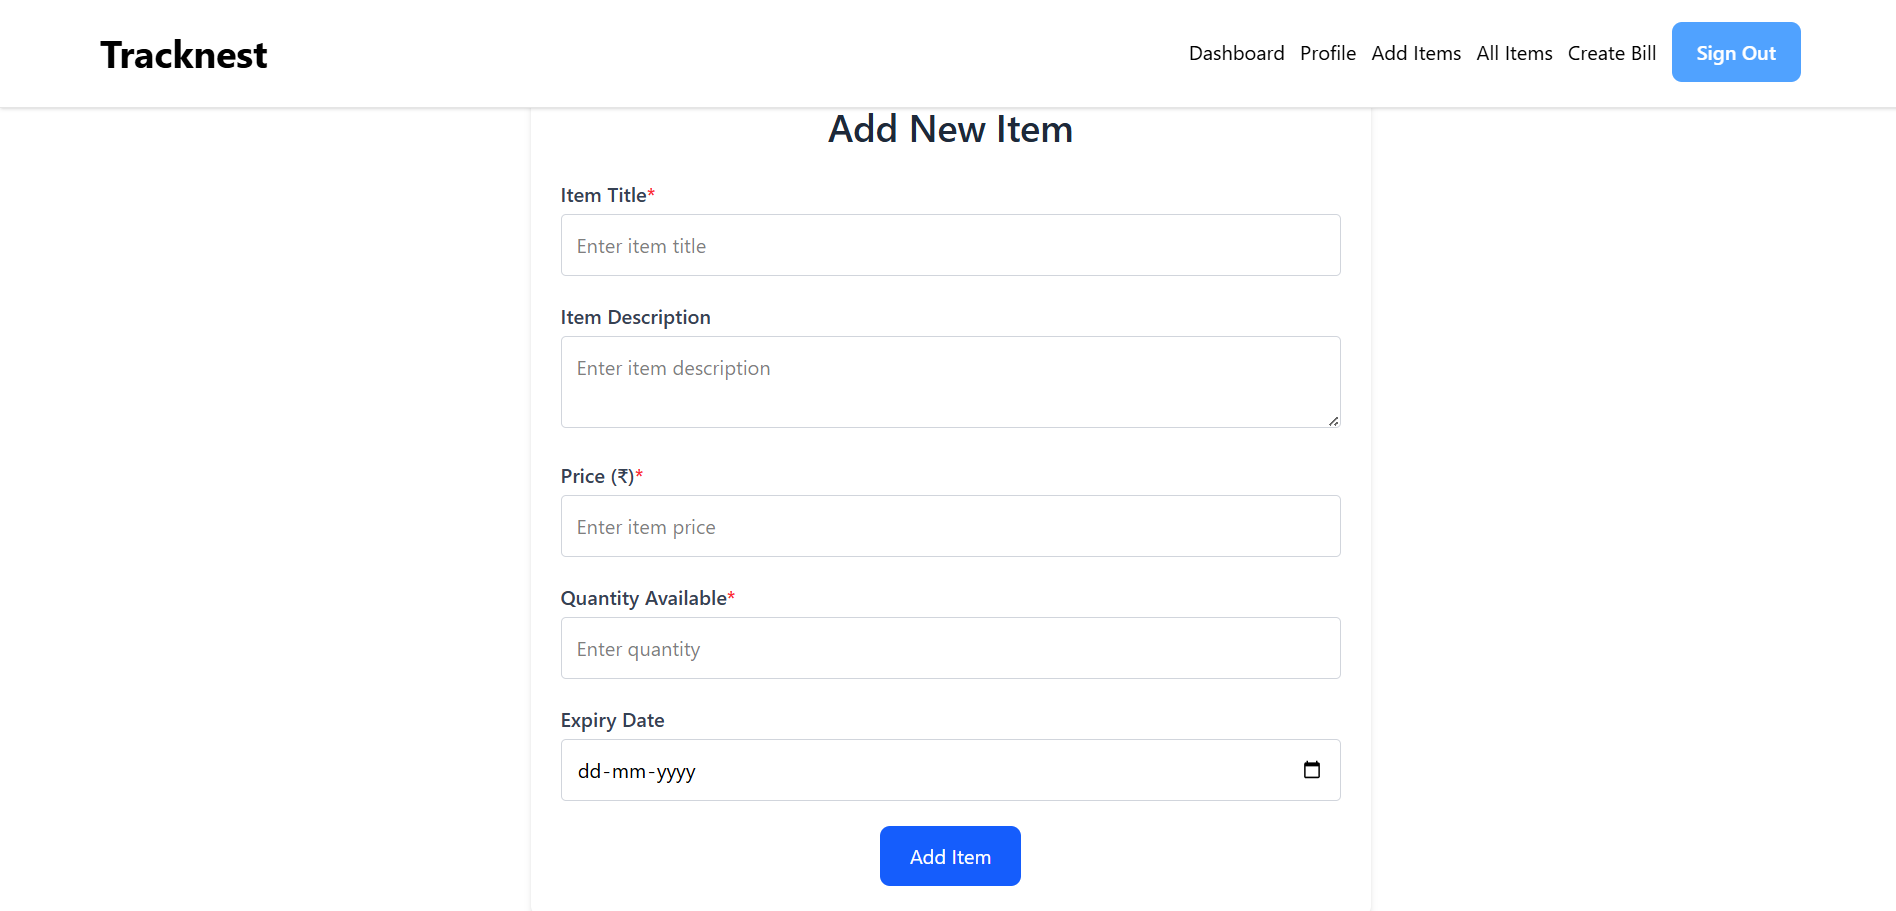 Tracknest
Dashboard Profile Add Items All Items Create Bill Sign Out
Add New Item
Item Title*
Enter item title
Item Description
Enter item description
Price (₹)*
Enter item price
Quantity Available*
Enter quantity
Expiry Date
dd-mm-yyyy
Add Item